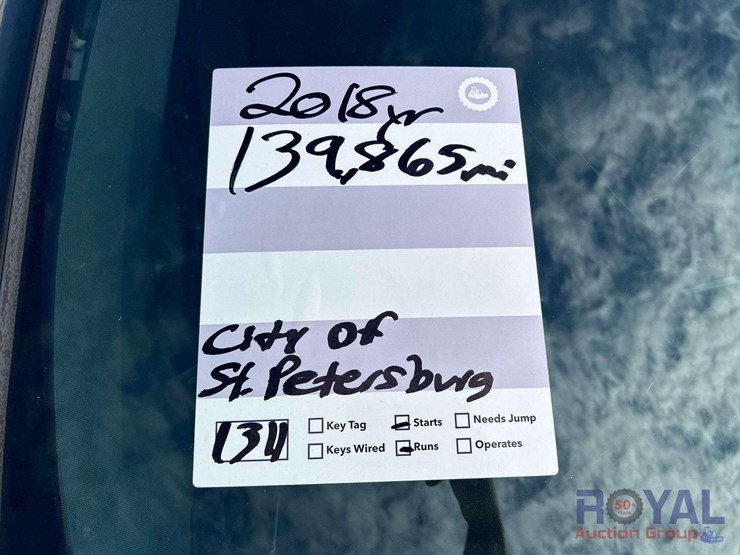 2018yr
139,865mi
City of
St. Petersburg
Key Tag Starts Needs Jump
Keys Wired Runs Operates
ROYAL
50+
Auction Group